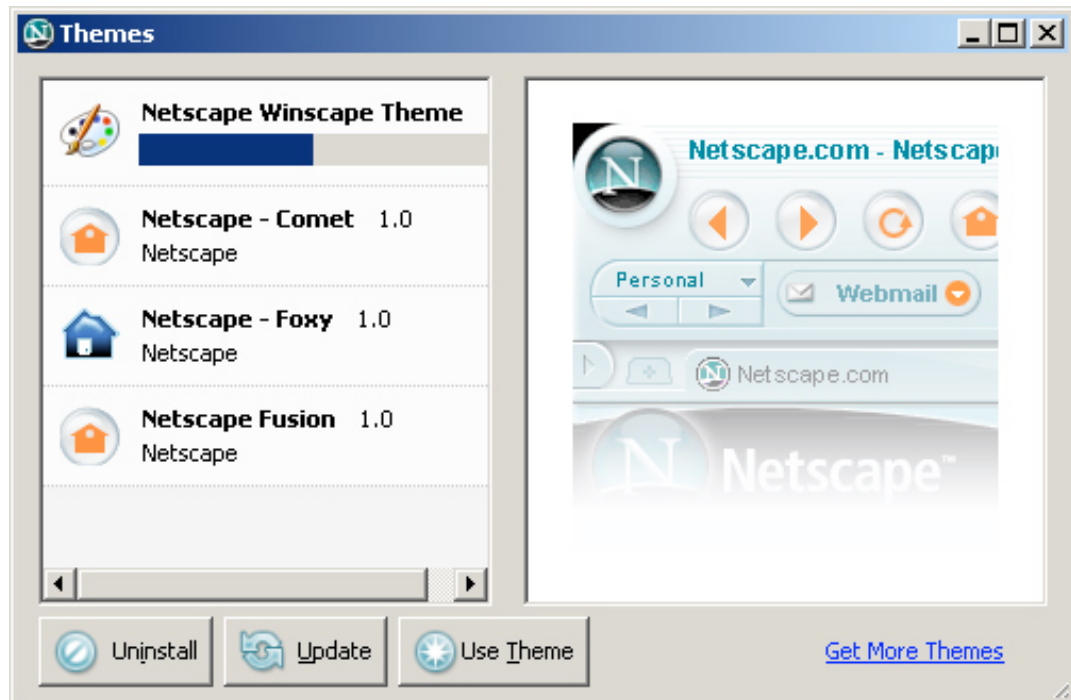 Themes
Netscape Winscape Theme
Netscape - Comet 1.0
Netscape
Netscape - Foxy 1.0
Netscape
Netscape Fusion 1.0
Netscape
Netscape.com - Netscap
Personal
Webmail
Netscape.com
N Netscape™
Uninstall
Update
Use Theme
Get More Themes